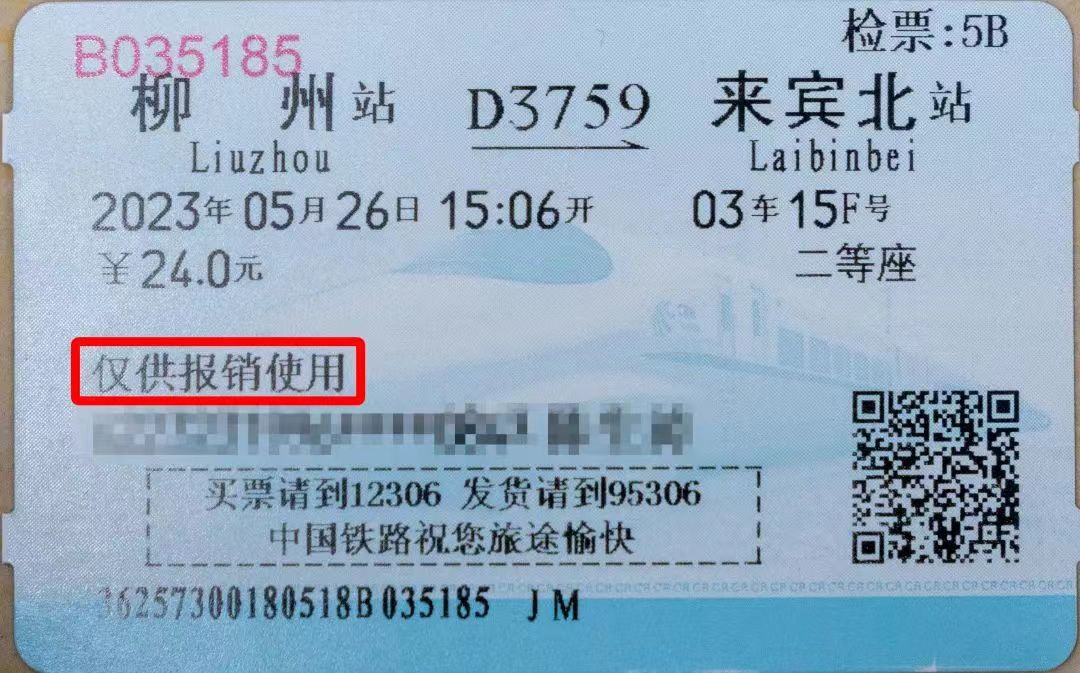 B035185
检票:5B
柳州站 D3759 来宾北站
Liuzhou Laibinbei
2023年05月26日 15:06开 03车15F号
¥24.0元 二等座
仅供报销使用
买票请到12306 发货请到95306
中国铁路祝您旅途愉快
36257300180518B035185 JM